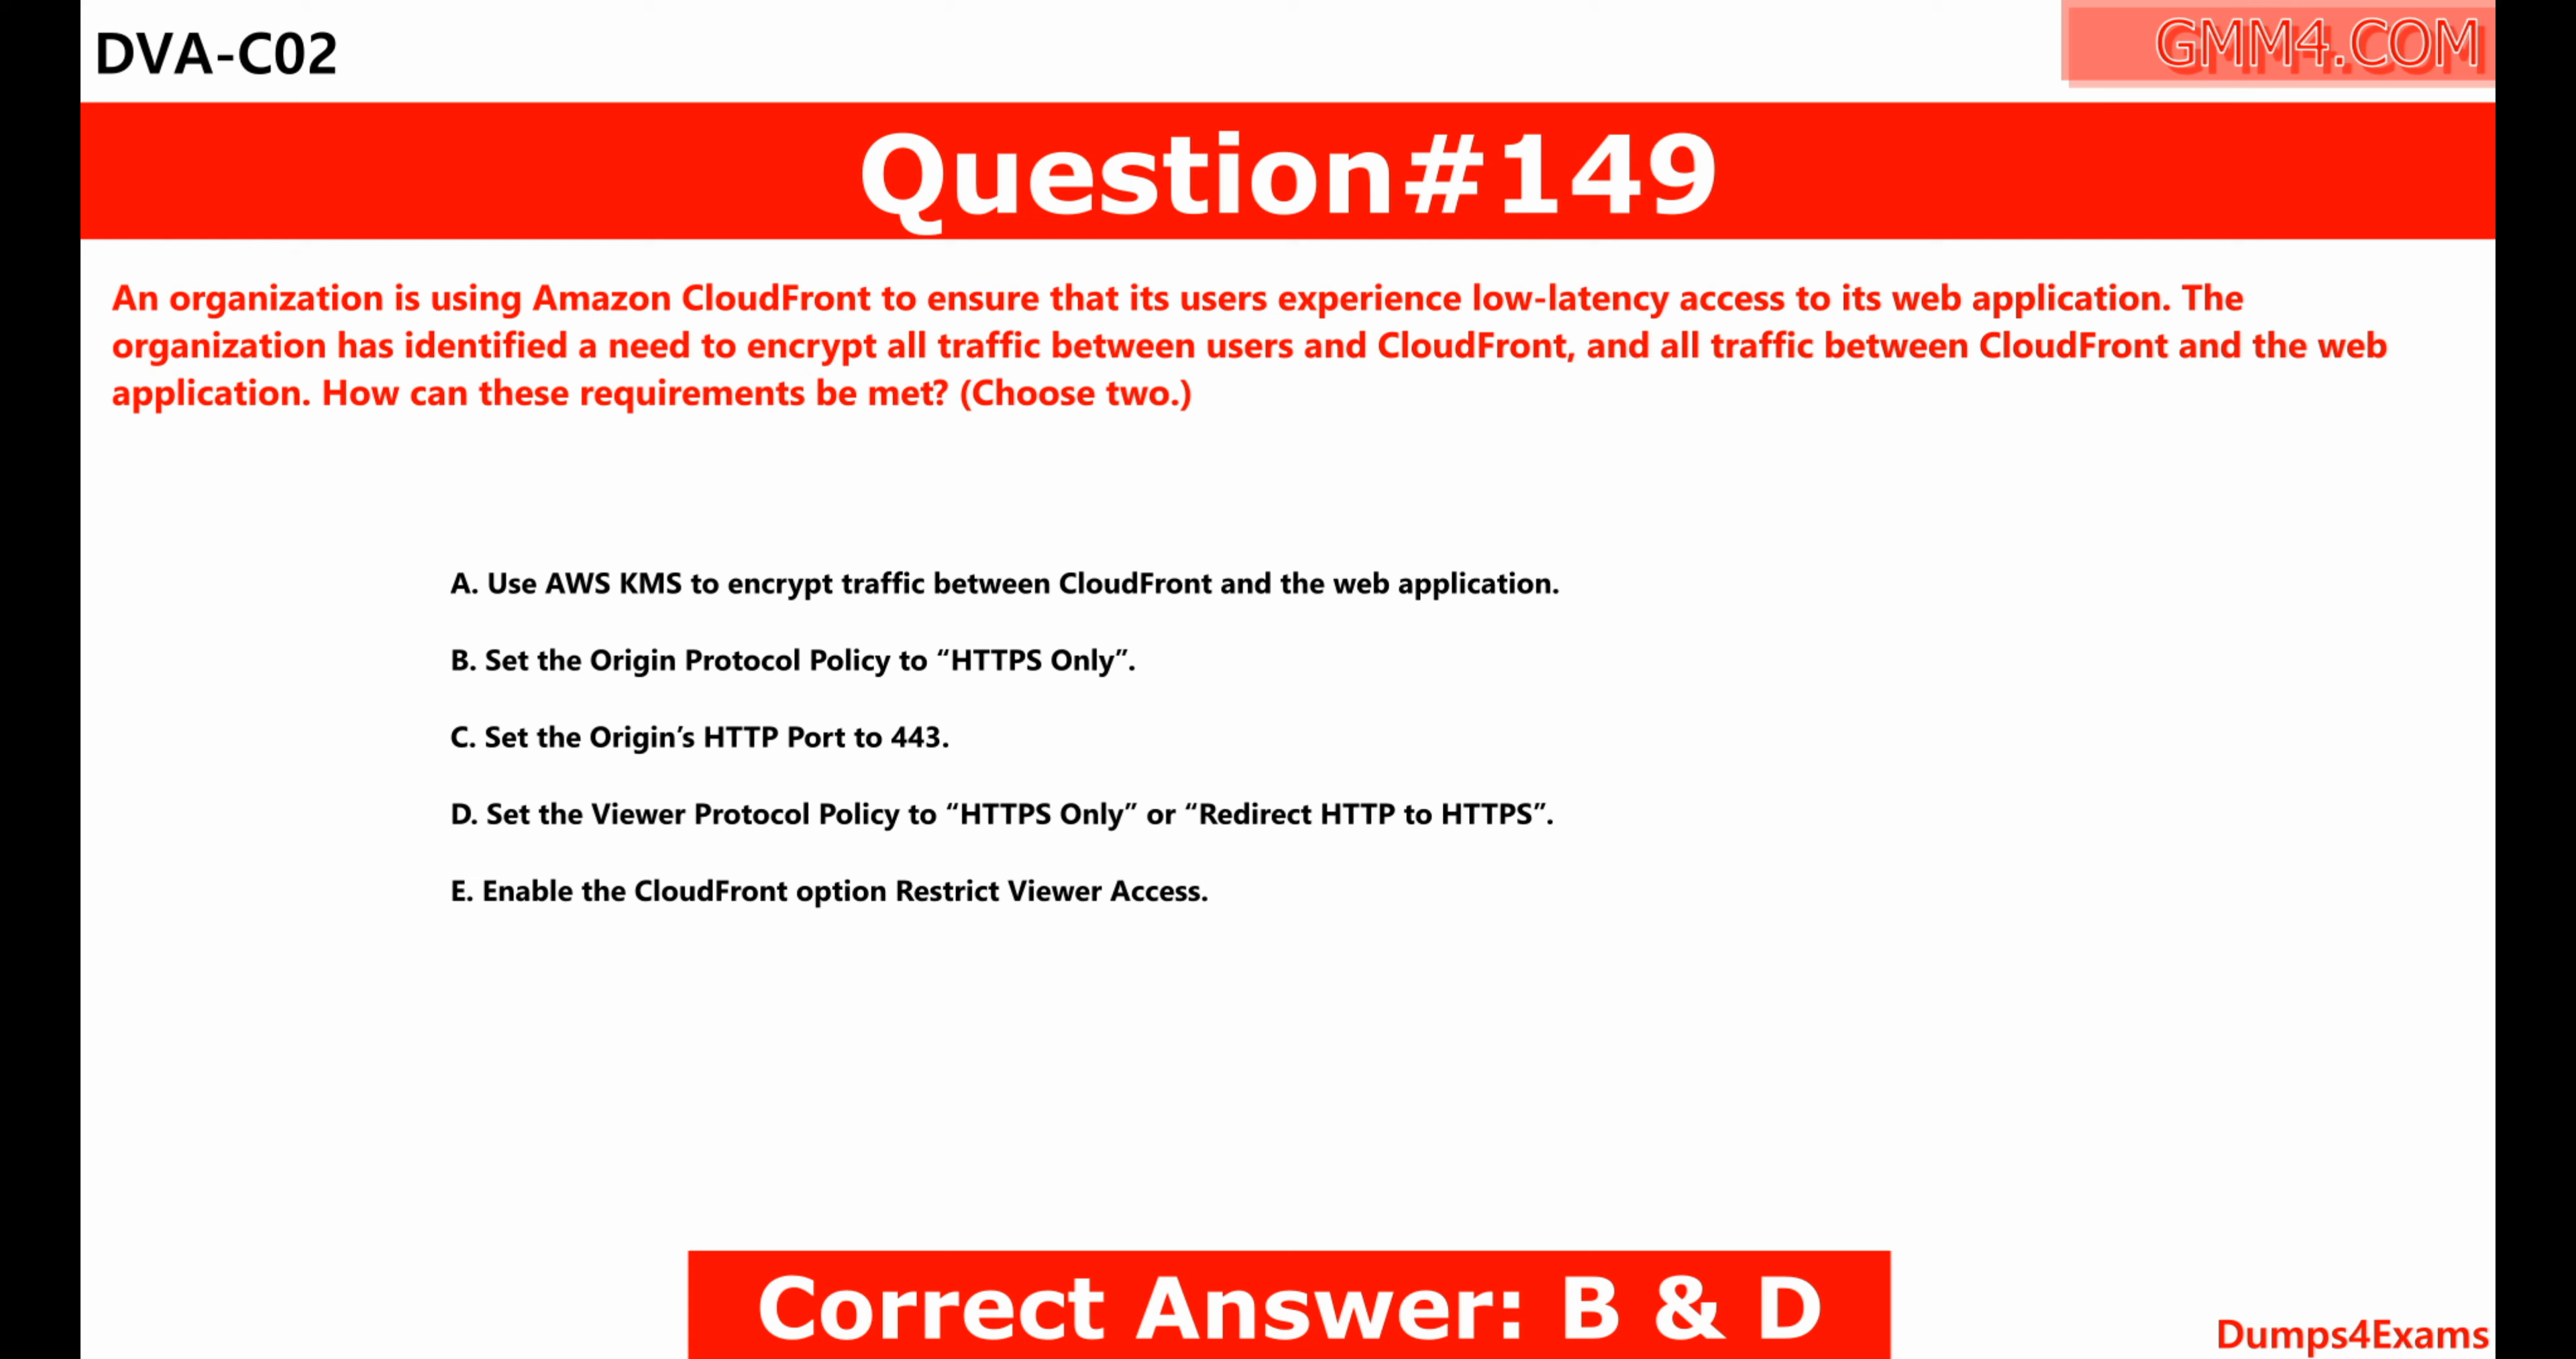 DVA-C02
GMM4.COM
Question#149
An organization is using Amazon CloudFront to ensure that its users experience low-latency access to its web application. The
organization has identified a need to encrypt all traffic between users and CloudFront, and all traffic between CloudFront and the web
application. How can these requirements be met? (Choose two.)
A. Use AWS KMS to encrypt traffic between CloudFront and the web application.
B. Set the Origin Protocol Policy to “HTTPS Only”.
C. Set the Origin’s HTTP Port to 443.
D. Set the Viewer Protocol Policy to “HTTPS Only” or “Redirect HTTP to HTTPS”.
E. Enable the CloudFront option Restrict Viewer Access.
Correct Answer: B & D
Dumps4Exams